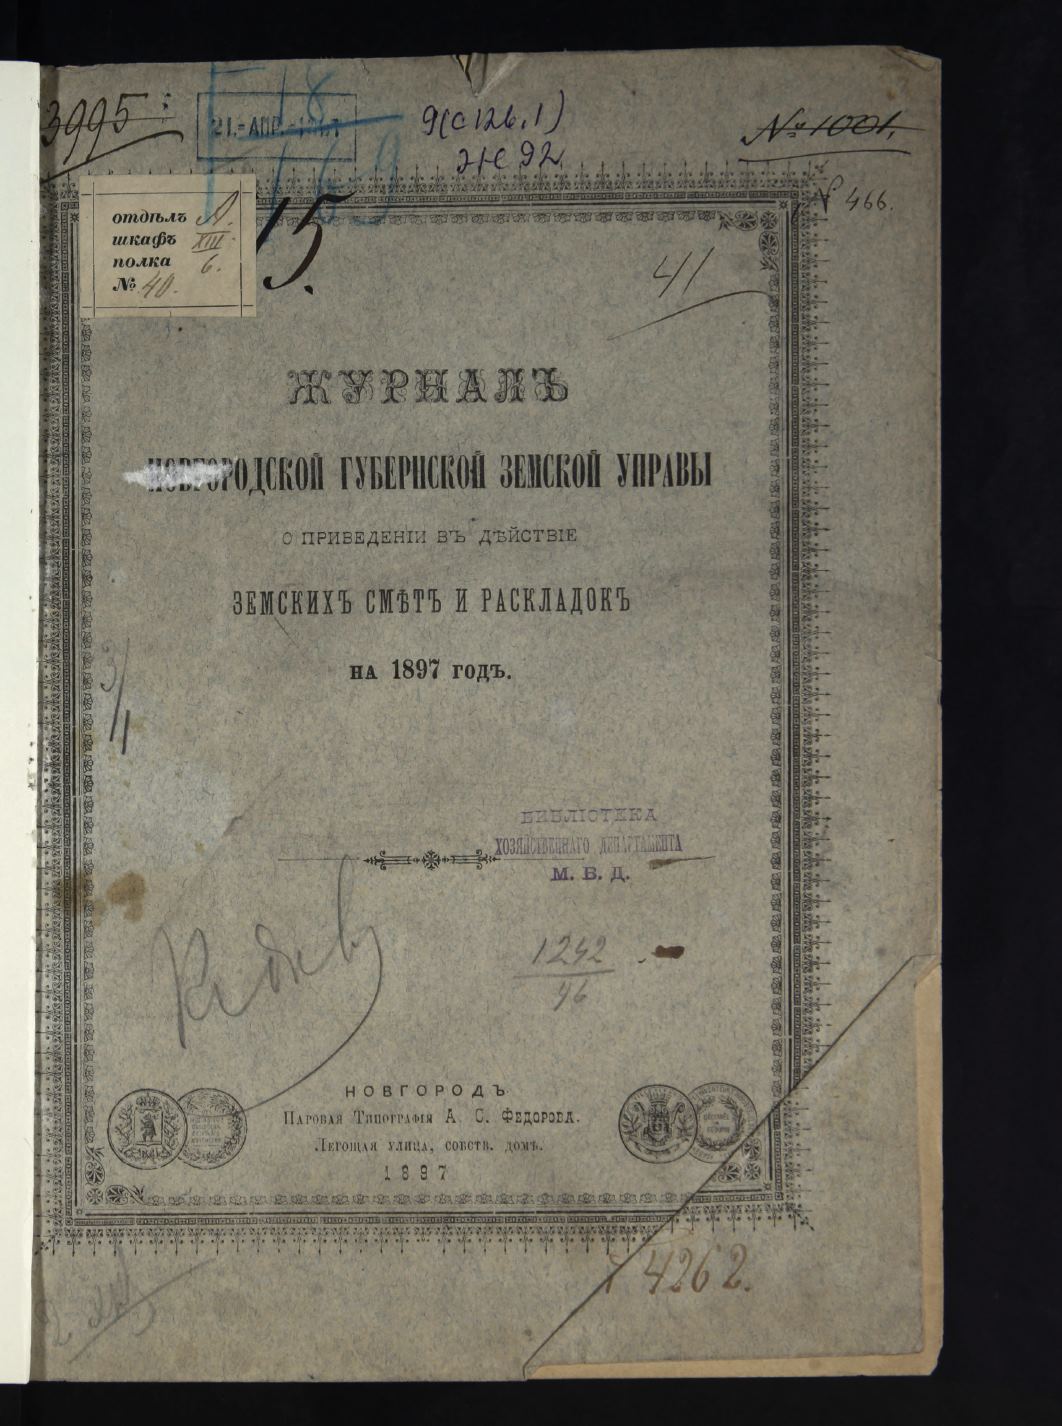 3995
21.-АПР.
9(с126.1)
Ж 92
№ 1001.
№ 466.
отдѣлъ А.
шкафъ XIII
полка 6.
№ 40.
15.
41
ЖУРНАЛЪ
НОВГОРОДСКОЙ ГУБЕРНСКОЙ ЗЕМСКОЙ УПРАВЫ
О ПРИВЕДЕНІИ ВЪ ДѢЙСТВІЕ
ЗЕМСКИХЪ СМѢТЪ И РАСКЛАДОКЪ
НА 1897 ГОДЪ.
БИБЛІОТЕКА
ХОЗЯЙСТВЕННАГО ДЕПАРТАМЕНТА
М. В. Д.
1242
96
НОВГОРОДЪ.
Паровая Типографія А. С. Федорова.
Легощая улица, собств. домъ.
1897
4262.